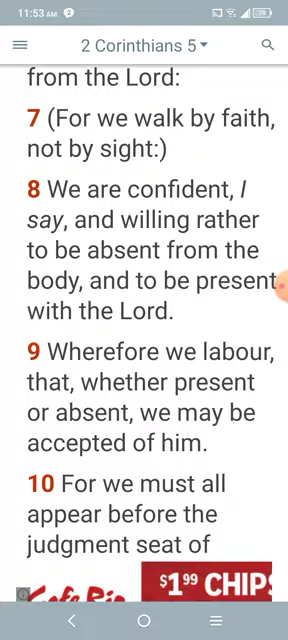 11:53 AM 2
2 Corinthians 5
from the Lord:
7 (For we walk by faith,
not by sight:)
8 We are confident, I
say, and willing rather
to be absent from the
body, and to be present
with the Lord.
9 Wherefore we labour,
that, whether present
or absent, we may be
accepted of him.
10 For we must all
appear before the
judgment seat of
$1.99 CHIPS